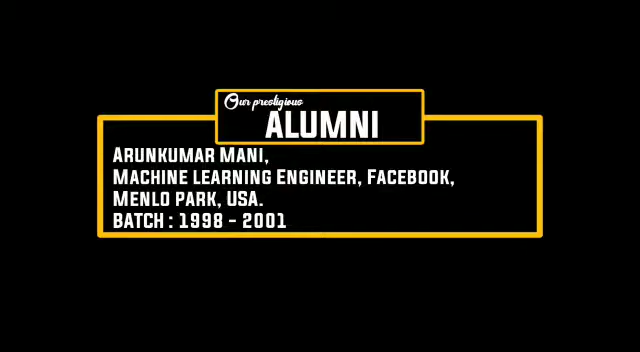 Our prestigious
ALUMNI
Arunkumar Mani,
Machine learning Engineer, Facebook,
Menlo park, USA.
BATCH : 1998 - 2001